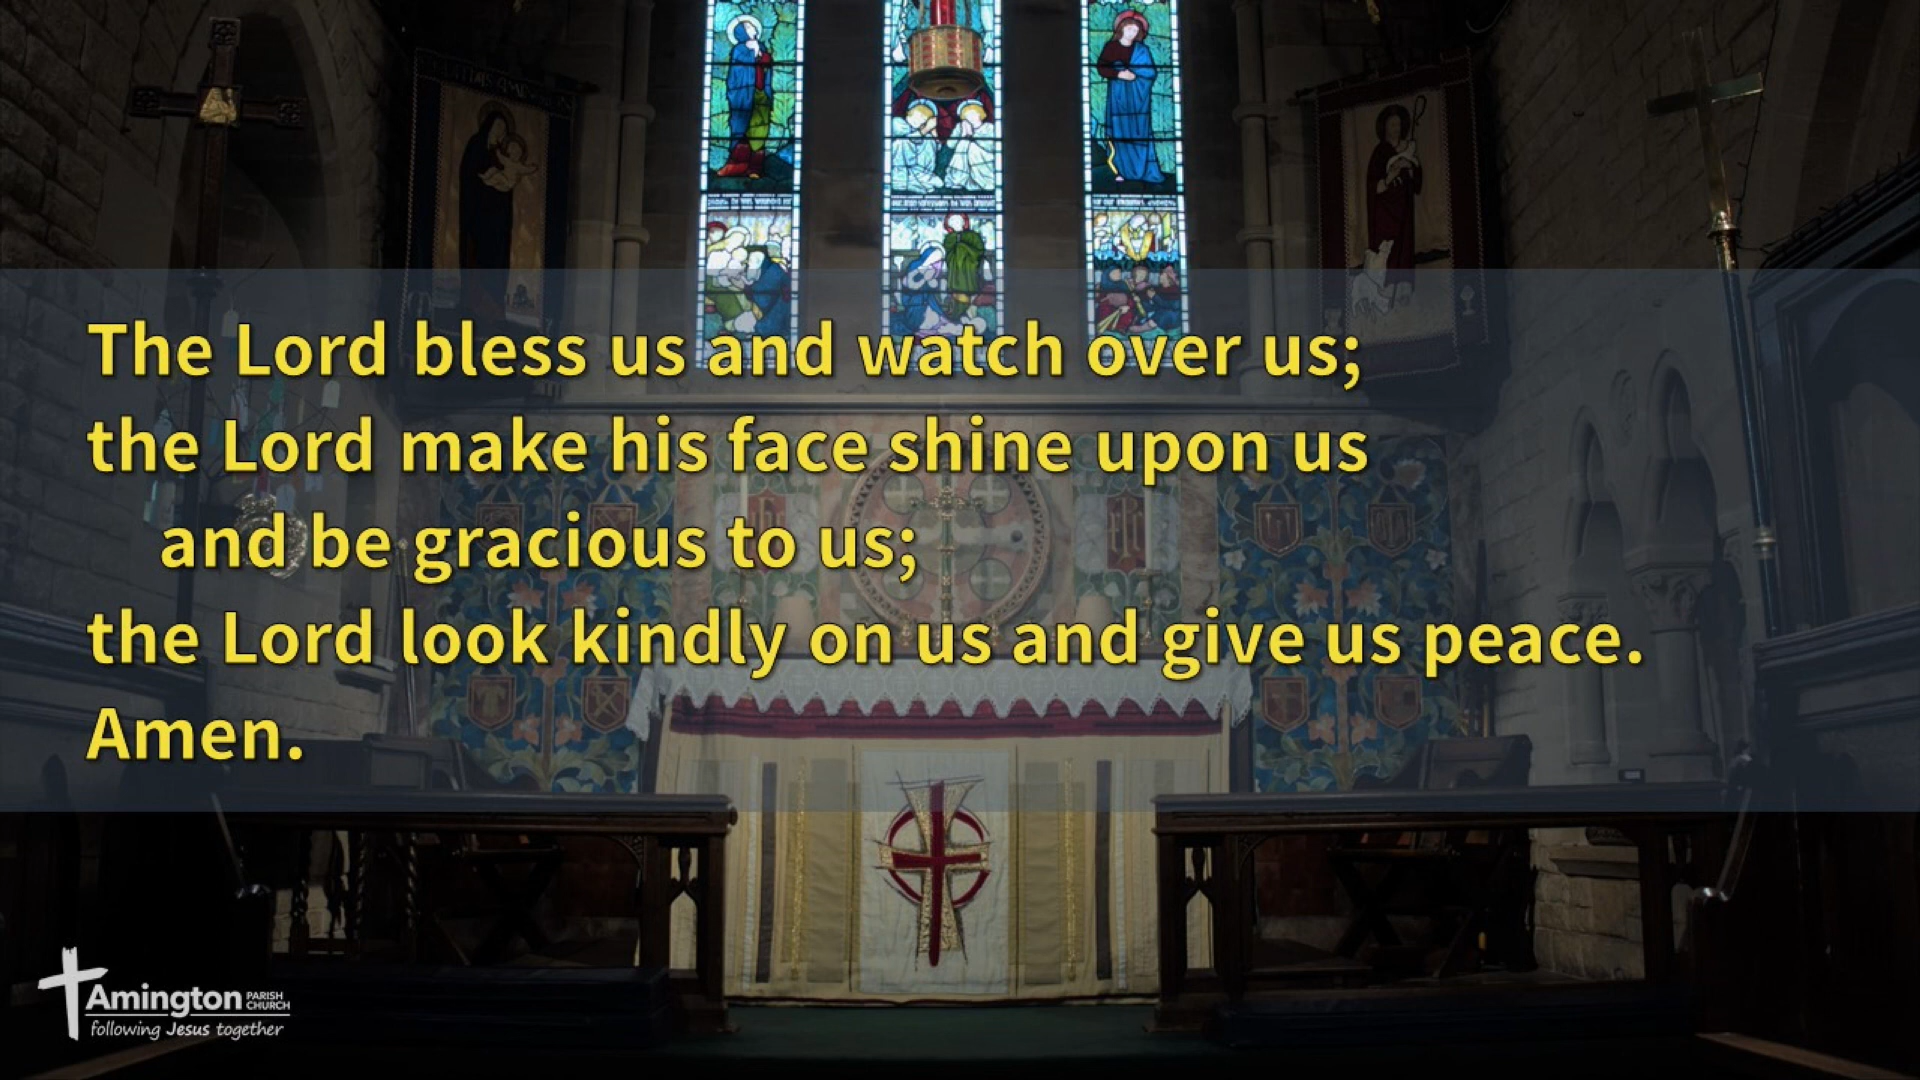 The Lord bless us and watch over us;
the Lord make his face shine upon us
and be gracious to us;
the Lord look kindly on us and give us peace.
Amen.
Amington PARISH CHURCH
following Jesus together